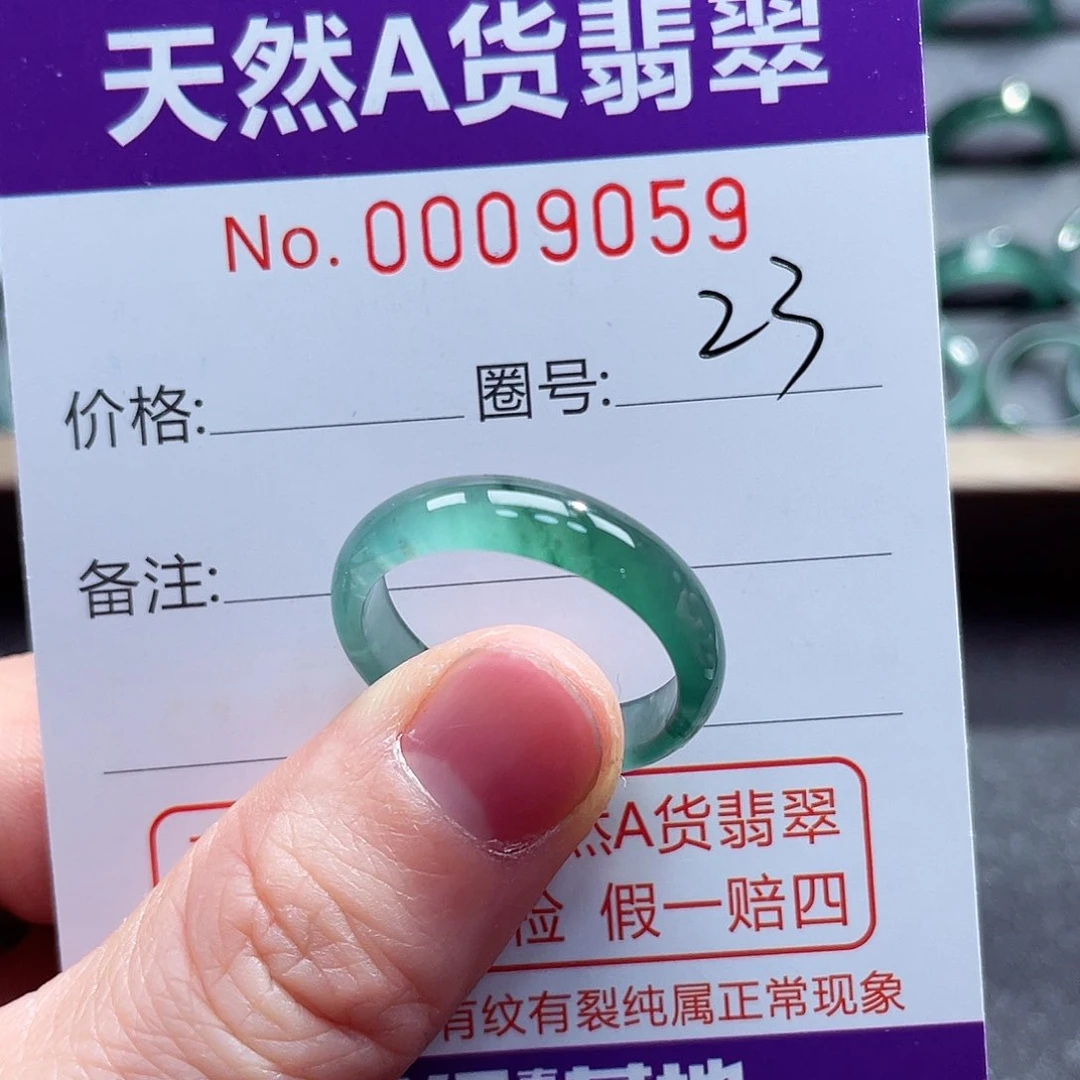 天然A货翡翠
No. 0009059
价格: 圈号: 23
备注:
然A货翡翠
检 假一赔四
有纹有裂纯属正常现象